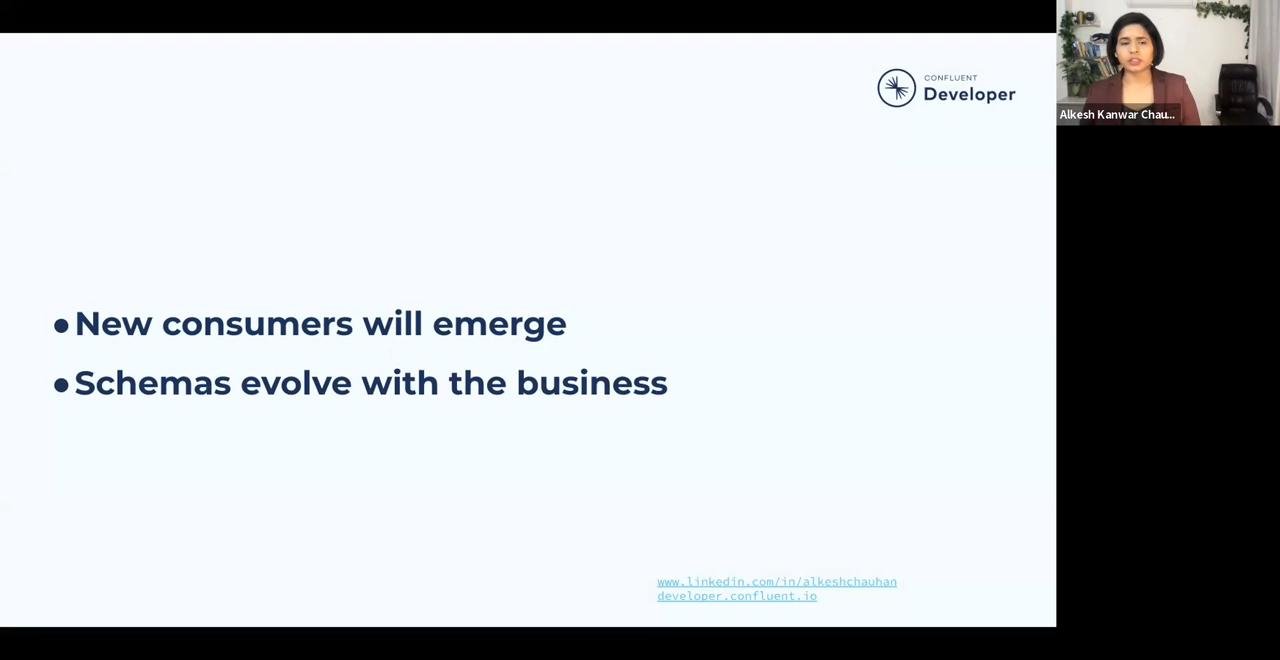 CONFLUENT
Developer
Alkesh Kanwar Chau...
● New consumers will emerge
● Schemas evolve with the business
www.linkedin.com/in/alkeshchauhan
developer.confluent.io